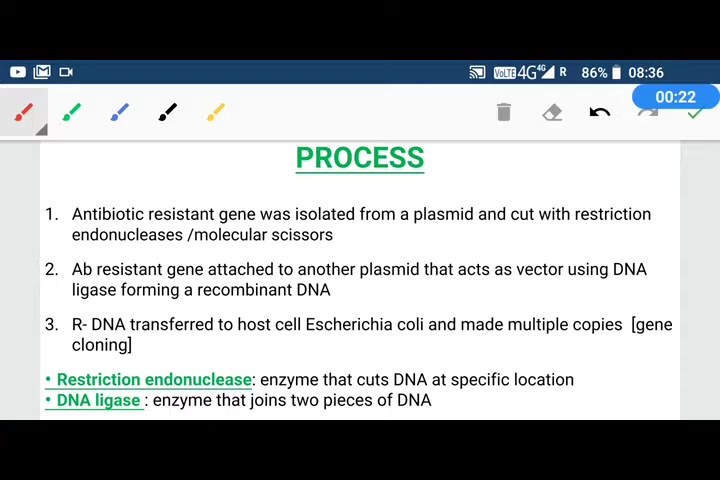 VoLTE 4G 4G R 86% 08:36
00:22
PROCESS
1. Antibiotic resistant gene was isolated from a plasmid and cut with restriction
endonucleases /molecular scissors
2. Ab resistant gene attached to another plasmid that acts as vector using DNA
ligase forming a recombinant DNA
3. R- DNA transferred to host cell Escherichia coli and made multiple copies [gene
cloning]
• Restriction endonuclease: enzyme that cuts DNA at specific location
• DNA ligase : enzyme that joins two pieces of DNA